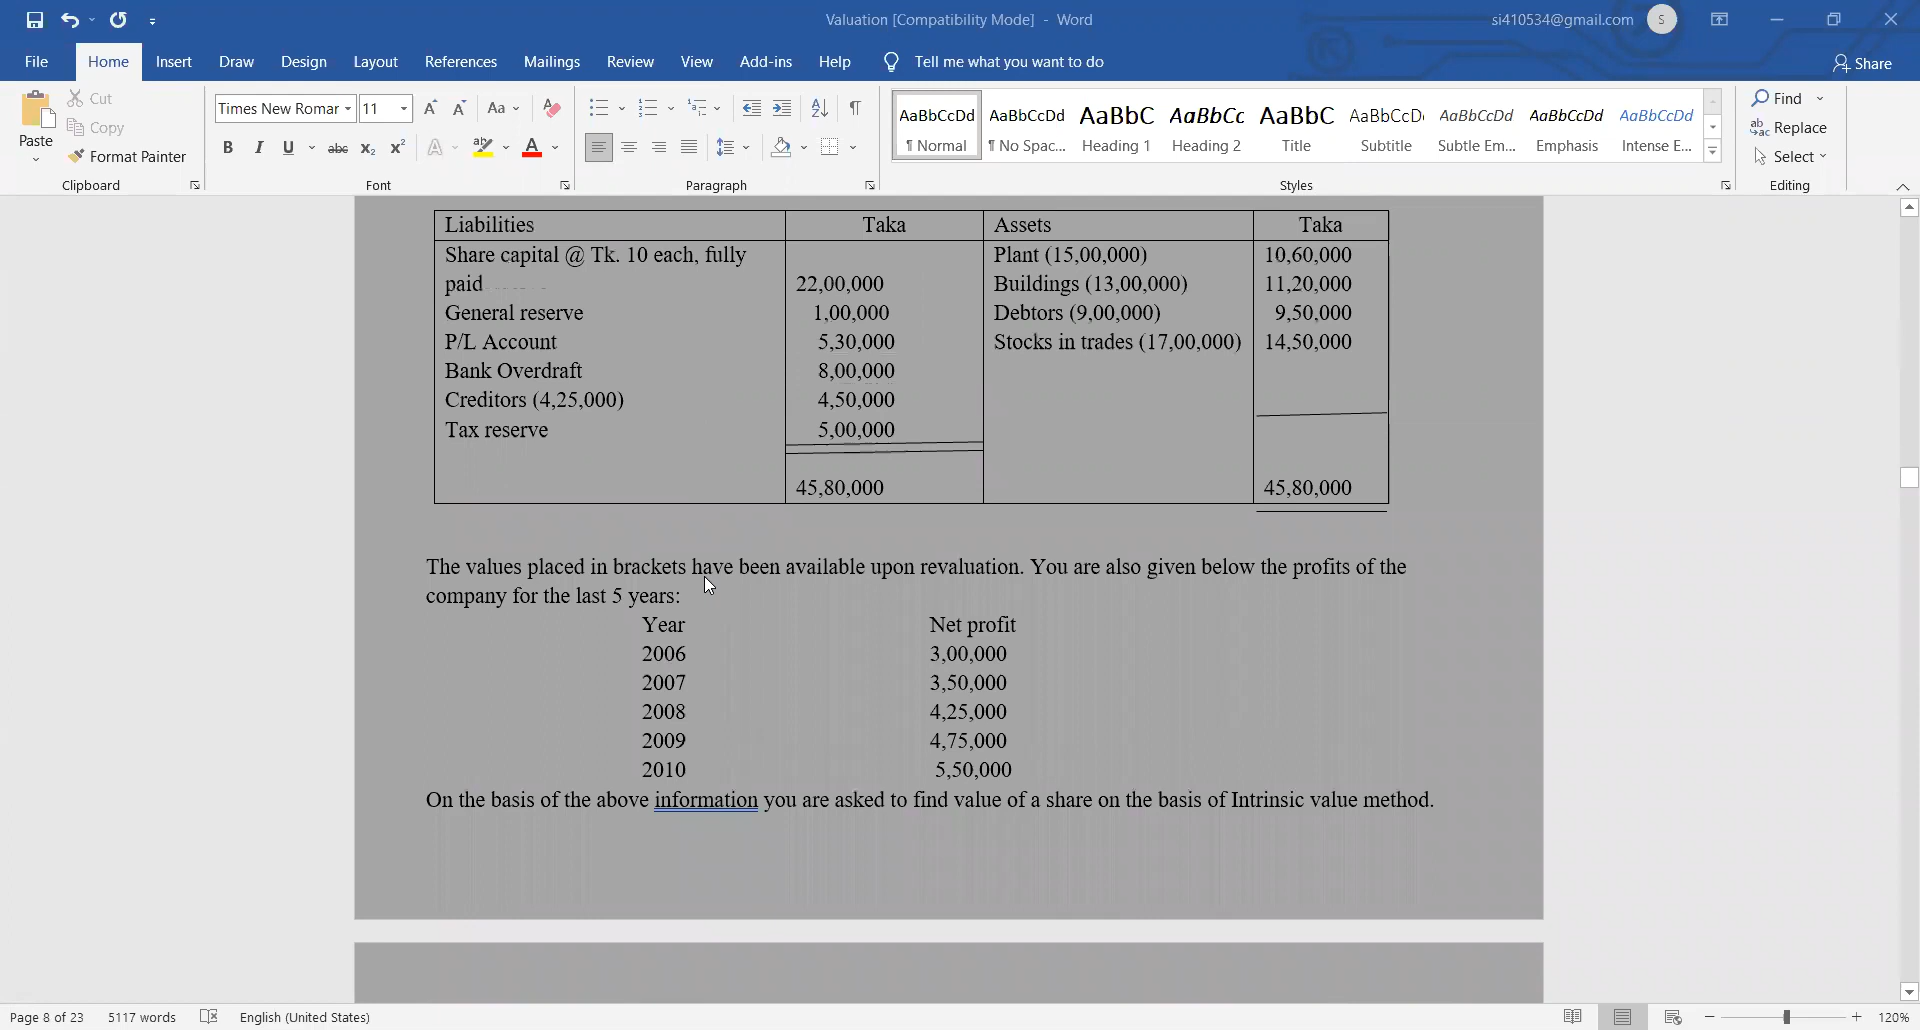 Valuation [Compatibility Mode] - Word
si410534@gmail.com
S
File Home Insert Draw Design Layout References Mailings Review View Add-ins Help Tell me what you want to do Share
Paste
Cut
Copy
Format Painter
Clipboard
Times New Romar 11 Aa
B I U abc x₂ x² A A
Font
Paragraph
AaBbCcDd AaBbCcDd AaBbC AaBbCc AaBbC AaBbCcD AaBbCcDd AaBbCcDd AaBbCcDd
¶ Normal ¶ No Spac... Heading 1 Heading 2 Title Subtitle Subtle Em... Emphasis Intense E...
Styles
Find
Replace
Select
Editing
Liabilities Taka Assets Taka
Share capital @ Tk. 10 each, fully Plant (15,00,000) 10,60,000
paid 22,00,000 Buildings (13,00,000) 11,20,000
General reserve 1,00,000 Debtors (9,00,000) 9,50,000
P/L Account 5,30,000 Stocks in trades (17,00,000) 14,50,000
Bank Overdraft 8,00,000
Creditors (4,25,000) 4,50,000
Tax reserve 5,00,000
45,80,000 45,80,000
The values placed in brackets have been available upon revaluation. You are also given below the profits of the
company for the last 5 years:
Year Net profit
2006 3,00,000
2007 3,50,000
2008 4,25,000
2009 4,75,000
2010 5,50,000
On the basis of the above information you are asked to find value of a share on the basis of Intrinsic value method.
Page 8 of 23 5117 words English (United States) 120%